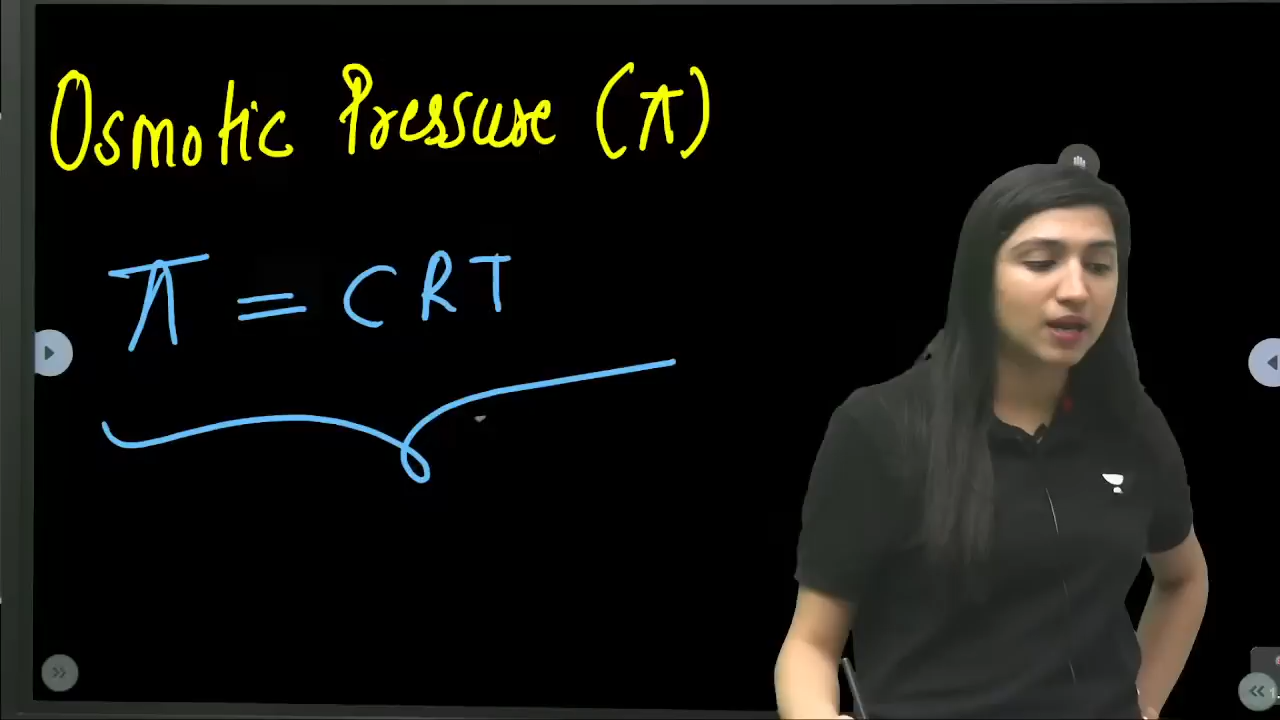 Osmotic Pressure (π)
π = CRT